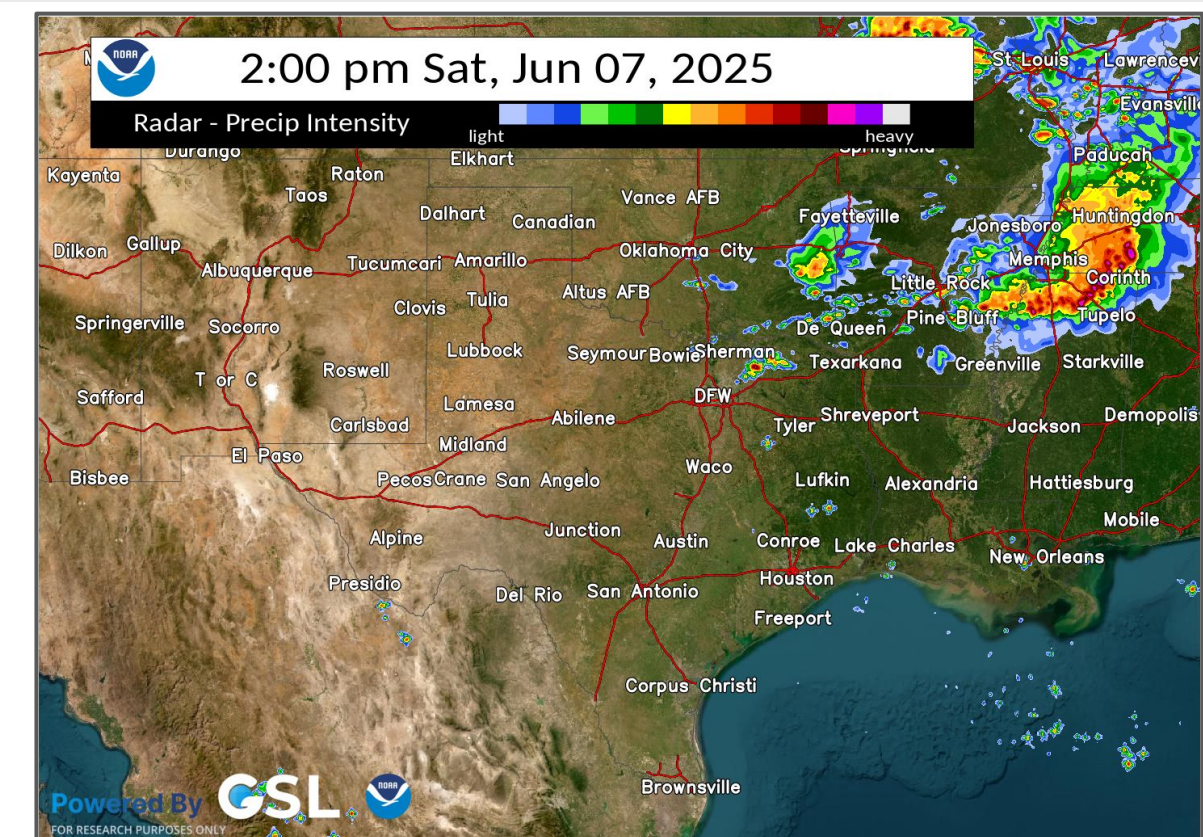 NOAA
2:00 pm Sat, Jun 07, 2025
Radar - Precip Intensity
light
heavy
St. Louis
Lawrencev
Evansville
Durango
Elkhart
Springfield
Paducah
Kayenta
Taos
Raton
Dalhart
Canadian
Vance AFB
Fayetteville
Jonesboro
Huntingdon
Dilkon
Gallup
Albuquerque
Tucumcari
Amarillo
Oklahoma City
Memphis
Corinth
Clovis
Tulia
Altus AFB
Little Rock
Springerville
Socorro
De Queen
Pine Bluff
Tupelo
Lubbock
Seymour
Bowie
Sherman
Texarkana
Greenville
Starkville
T or C
Roswell
Safford
Carlsbad
Lamesa
Abilene
DFW
Tyler
Shreveport
Jackson
Demopolis
El Paso
Midland
Bisbee
Pecos
Crane
San Angelo
Waco
Lufkin
Alexandria
Hattiesburg
Alpine
Junction
Austin
Conroe
Lake Charles
New Orleans
Mobile
Presidio
Del Rio
San Antonio
Houston
Freeport
Corpus Christi
Brownsville
Powered By
GSL
NOAA
FOR RESEARCH PURPOSES ONLY